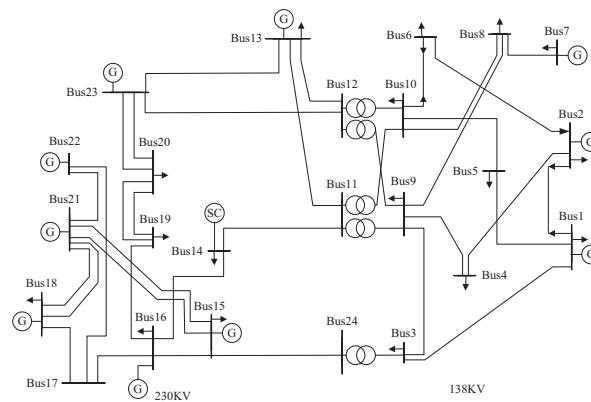 G
Bus13
Bus6
Bus8
Bus7
G
G
Bus23
Bus12
Bus10
Bus2
G
Bus22
G
Bus20
Bus5
Bus21
G
Bus19
SC
Bus14
Bus11
Bus9
Bus1
G
Bus4
Bus18
G
Bus16
Bus15
G
Bus24
Bus3
Bus17
G
230KV
138KV